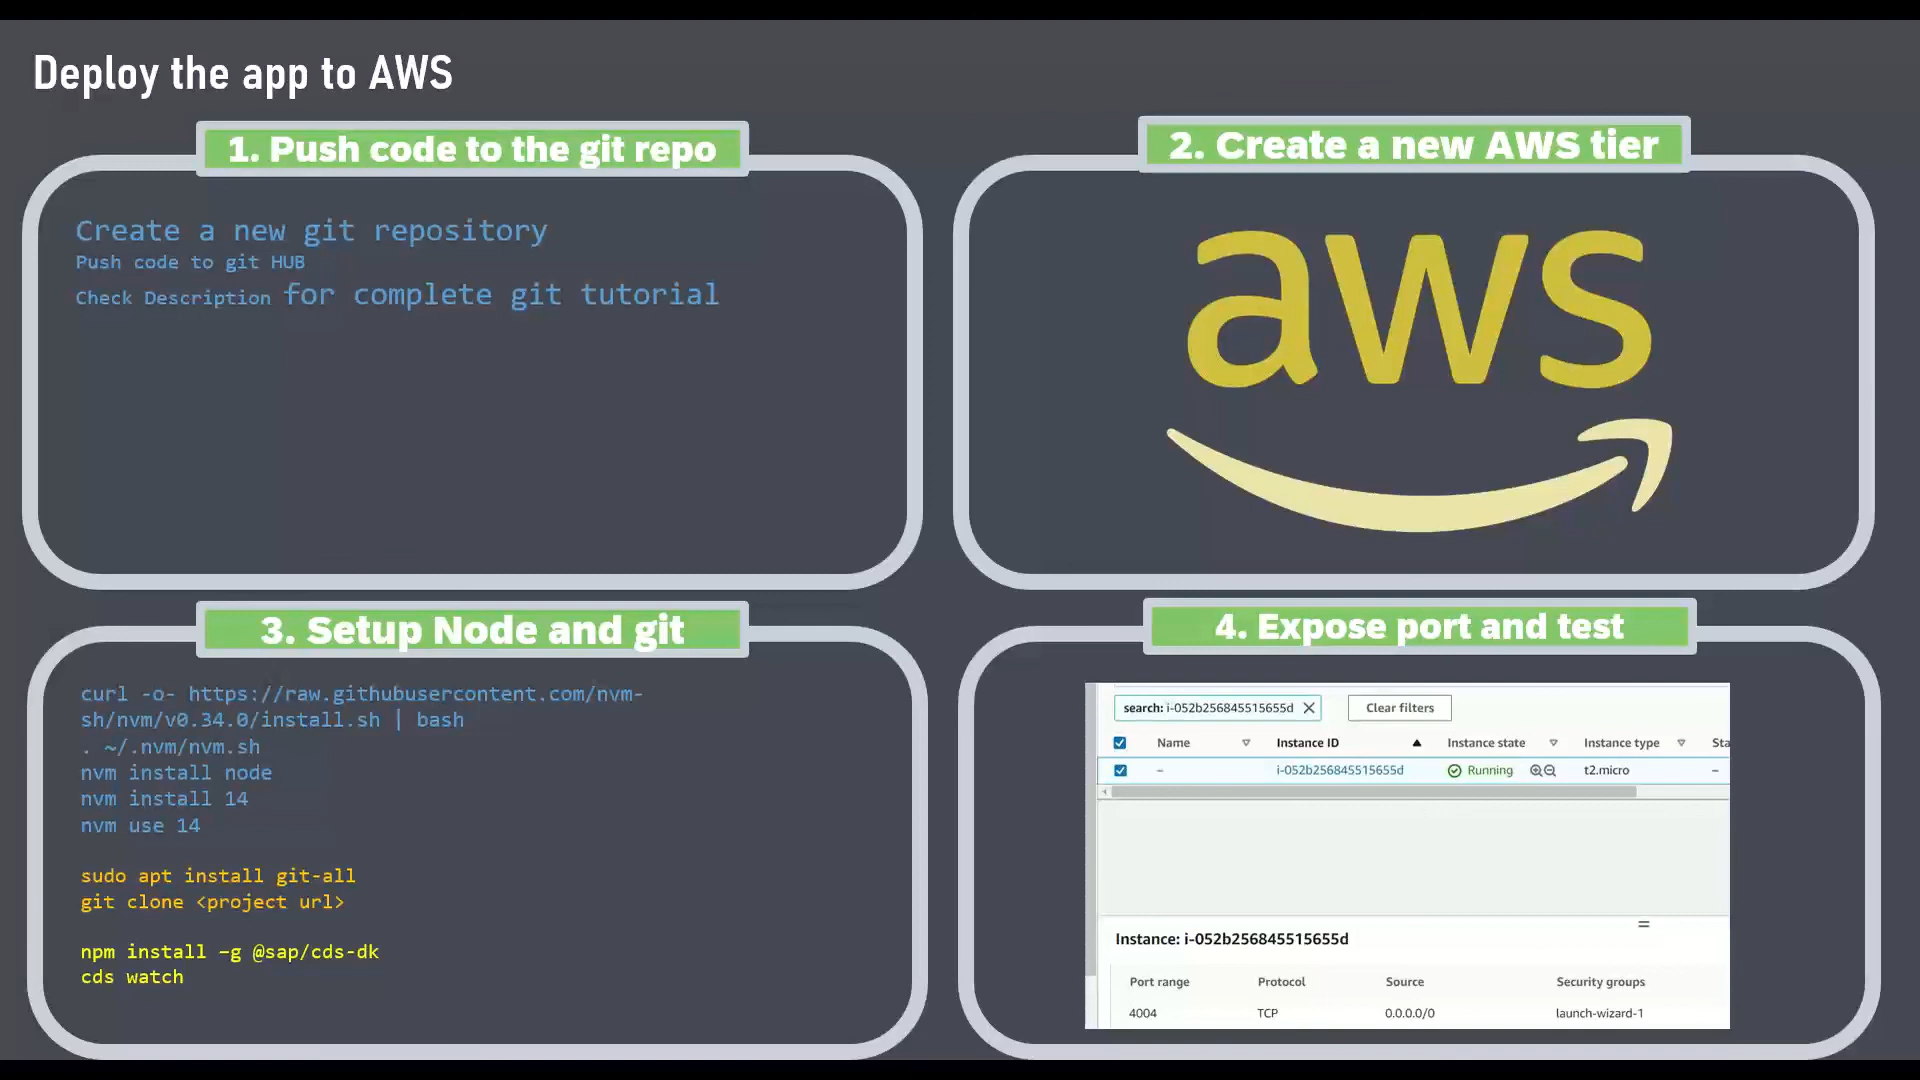 Deploy the app to AWS
1. Push code to the git repo
Create a new git repository
Push code to git HUB
Check Description for complete git tutorial
2. Create a new AWS tier
aws
3. Setup Node and git
curl -o- https://raw.githubusercontent.com/nvm-
sh/nvm/v0.34.0/install.sh | bash
. ~/.nvm/nvm.sh
nvm install node
nvm install 14
nvm use 14
sudo apt install git-all
git clone <project url>
npm install –g @sap/cds-dk
cds watch
4. Expose port and test
search: i-052b256845515655d
Clear filters
Name Instance ID Instance state Instance type Sta
– i-052b256845515655d Running t2.micro –
Instance: i-052b256845515655d
Port range Protocol Source Security groups
4004 TCP 0.0.0.0/0 launch-wizard-1